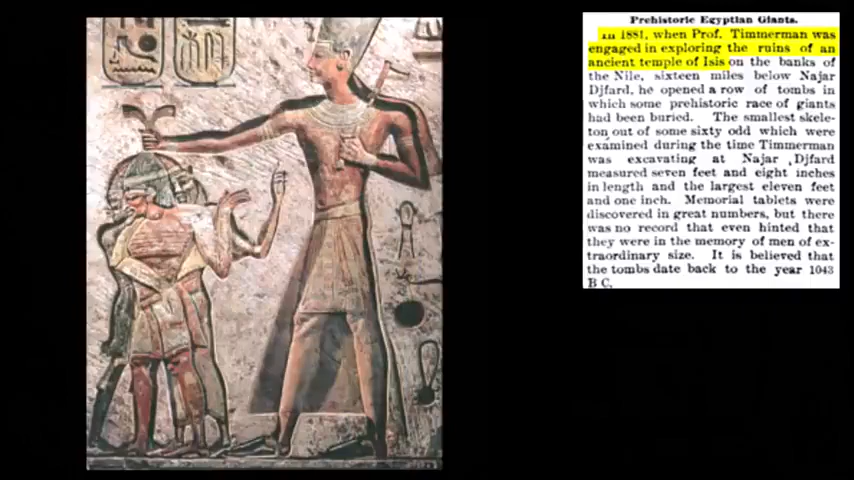 Prehistoric Egyptian Giants.
In 1881, when Prof. Timmerman was
engaged in exploring the ruins of an
ancient temple of Isis on the banks of
the Nile, sixteen miles below Najar
Djfard, he opened a row of tombs in
which some prehistoric race of giants
had been buried. The smallest skele-
ton out of some sixty odd which were
examined during the time Timmerman
was excavating at Najar Djfard
measured seven feet and eight inches
in length and the largest eleven feet
and one inch. Memorial tablets were
discovered in great numbers, but there
was no record that even hinted that
they were in the memory of men of ex-
traordinary size. It is believed that
the tombs date back to the year 1043
B C.